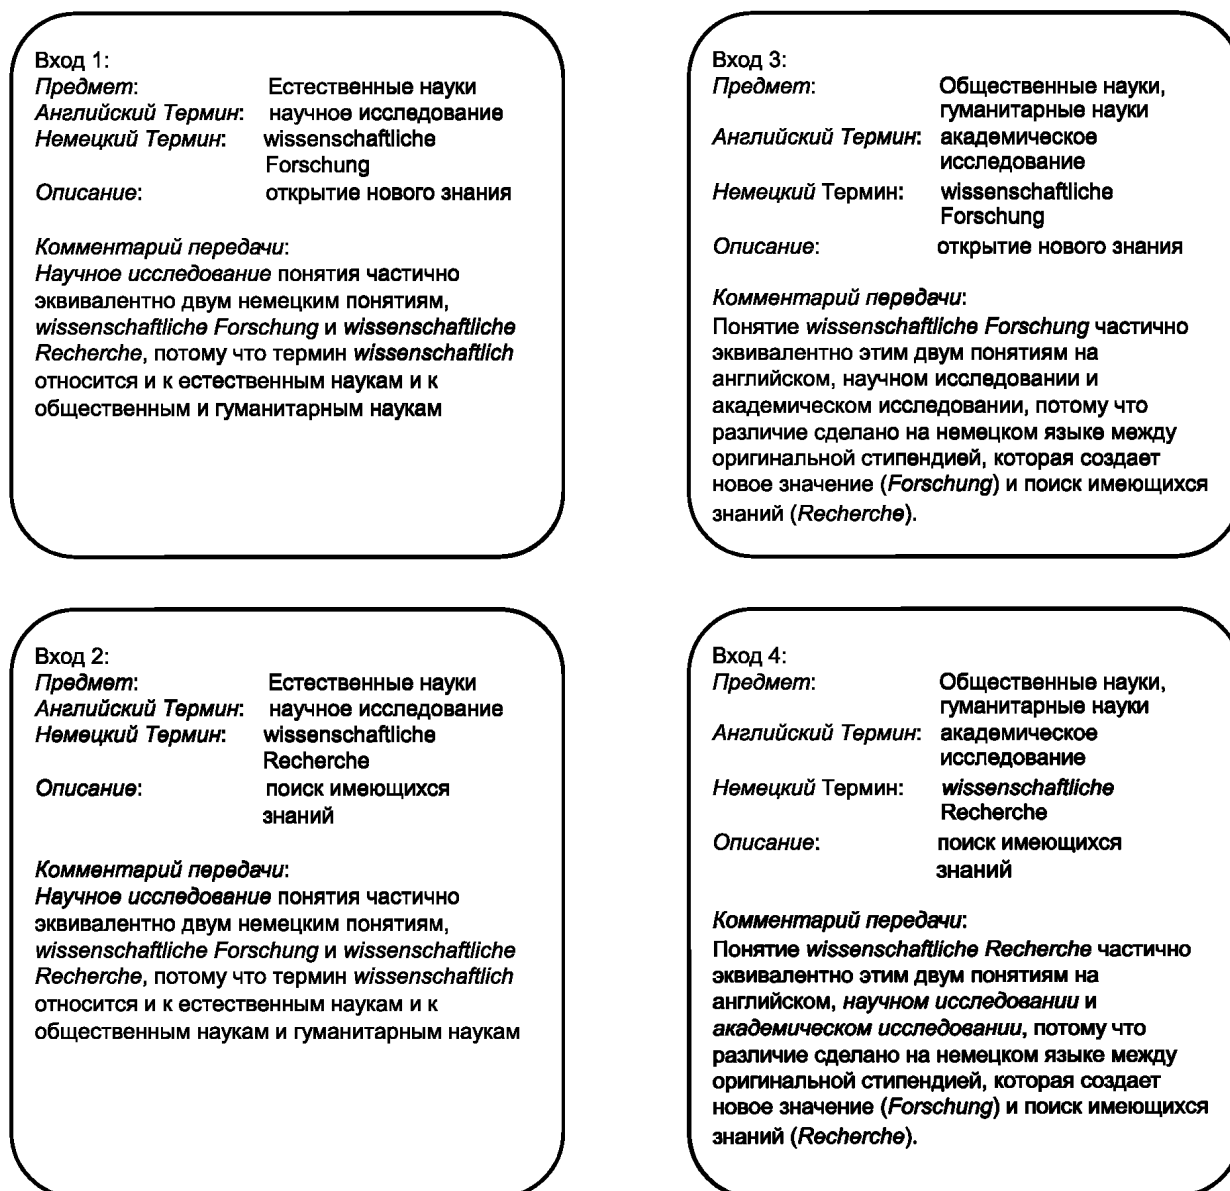 Вход 1:
Предмет: Естественные науки
Английский Термин: научное исследование
Немецкий Термин: wissenschaftliche
Forschung
Описание: открытие нового знания
Комментарий передачи:
Научное исследование понятия частично
эквивалентно двум немецким понятиям,
wissenschaftliche Forschung и wissenschaftliche
Recherche, потому что термин wissenschaftlich
относится и к естественным наукам и к
общественным и гуманитарным наукам
Вход 3:
Предмет: Общественные науки,
гуманитарные науки
Английский Термин: академическое
исследование
Немецкий Термин: wissenschaftliche
Forschung
Описание: открытие нового знания
Комментарий передачи:
Понятие wissenschaftliche Forschung частично
эквивалентно этим двум понятиям на
английском, научном исследовании и
академическом исследовании, потому что
различие сделано на немецком языке между
оригинальной стипендией, которая создает
новое значение (Forschung) и поиск имеющихся
знаний (Recherche).
Вход 2:
Предмет: Естественные науки
Английский Термин: научное исследование
Немецкий Термин: wissenschaftliche
Recherche
Описание: поиск имеющихся
знаний
Комментарий передачи:
Научное исследование понятия частично
эквивалентно двум немецким понятиям,
wissenschaftliche Forschung и wissenschaftliche
Recherche, потому что термин wissenschaftlich
относится и к естественным наукам и к
общественным наукам и гуманитарным наукам
Вход 4:
Предмет: Общественные науки,
гуманитарные науки
Английский Термин: академическое
исследование
Немецкий Термин: wissenschaftliche
Recherche
Описание: поиск имеющихся
знаний
Комментарий передачи:
Понятие wissenschaftliche Recherche частично
эквивалентно этим двум понятиям на
английском, научном исследовании и
академическом исследовании, потому что
различие сделано на немецком языке между
оригинальной стипендией, которая создает
новое значение (Forschung) и поиск имеющихся
знаний (Recherche).